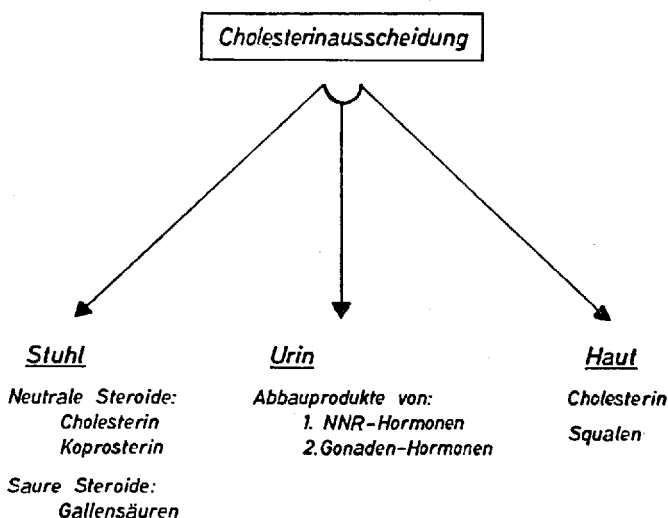 Cholesterinausscheidung
Stuhl
Neutrale Steroide:
Cholesterin
Koprosterin
Saure Steroide:
Gallensäuren
Urin
Abbauprodukte von:
1. NNR-Hormonen
2. Gonaden-Hormonen
Haut
Cholesterin
Squalen